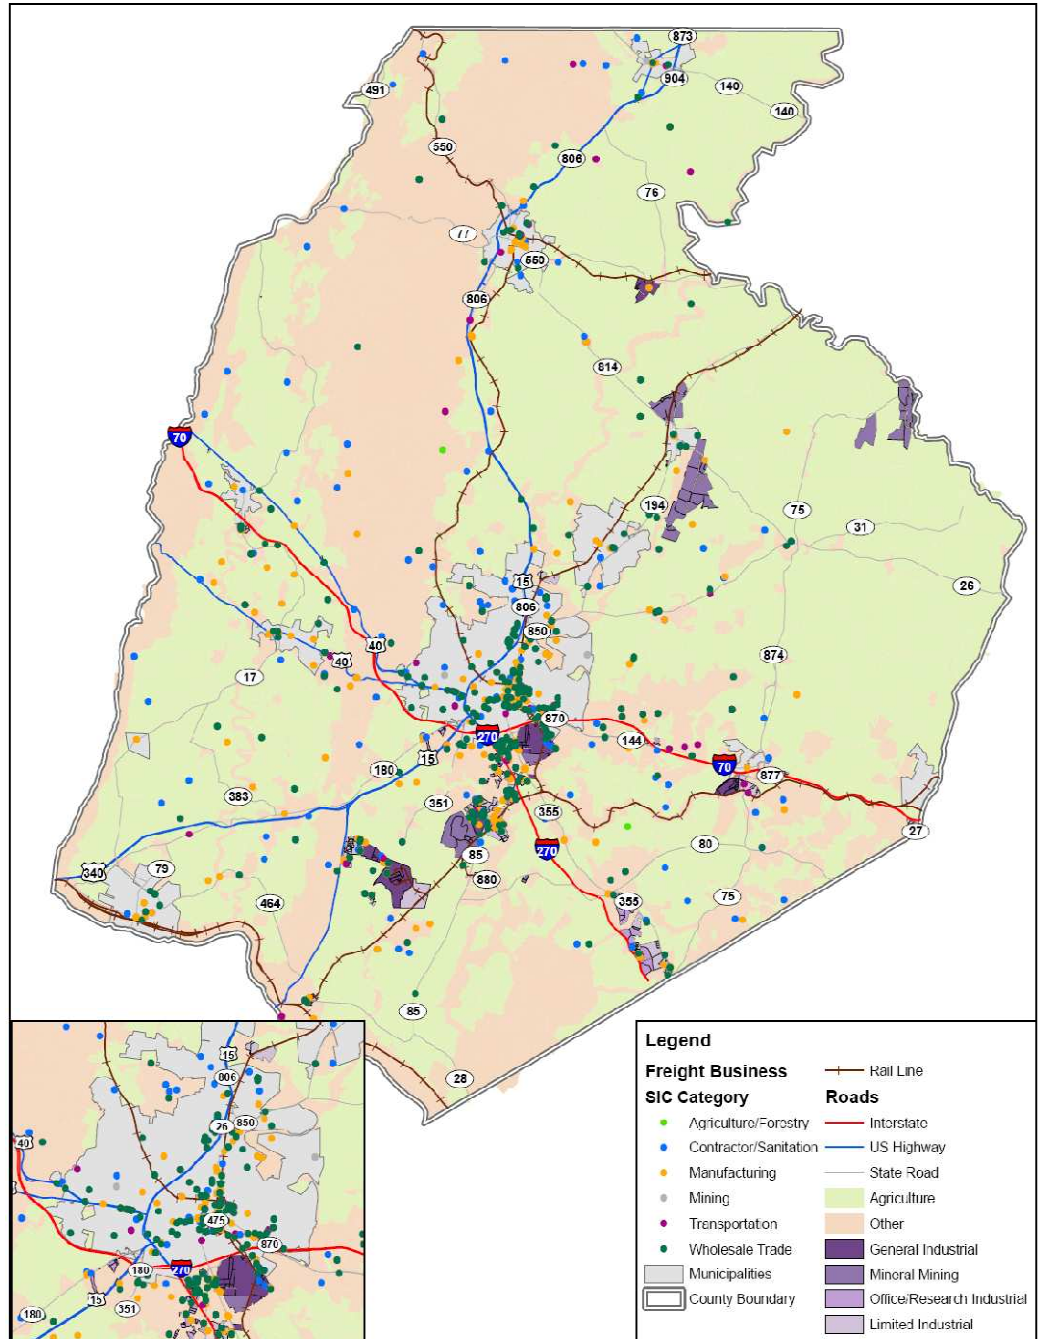 873
904
140
140
491
550
806
76
77
550
806
814
70
194
75
31
26
15
806
850
40
40
17
874
870
270
144
15
180
70
877
383
351
355
27
270
80
85
340
79
880
464
355
75
85
28
15
806
26
850
40
475
870
180
270
15
351
180
Legend
Freight Business
SIC Category
Agriculture/Forestry
Contractor/Sanitation
Manufacturing
Mining
Transportation
Wholesale Trade
Municipalities
County Boundary
Rail Line
Roads
Interstate
US Highway
State Road
Agriculture
Other
General Industrial
Mineral Mining
Office/Research Industrial
Limited Industrial